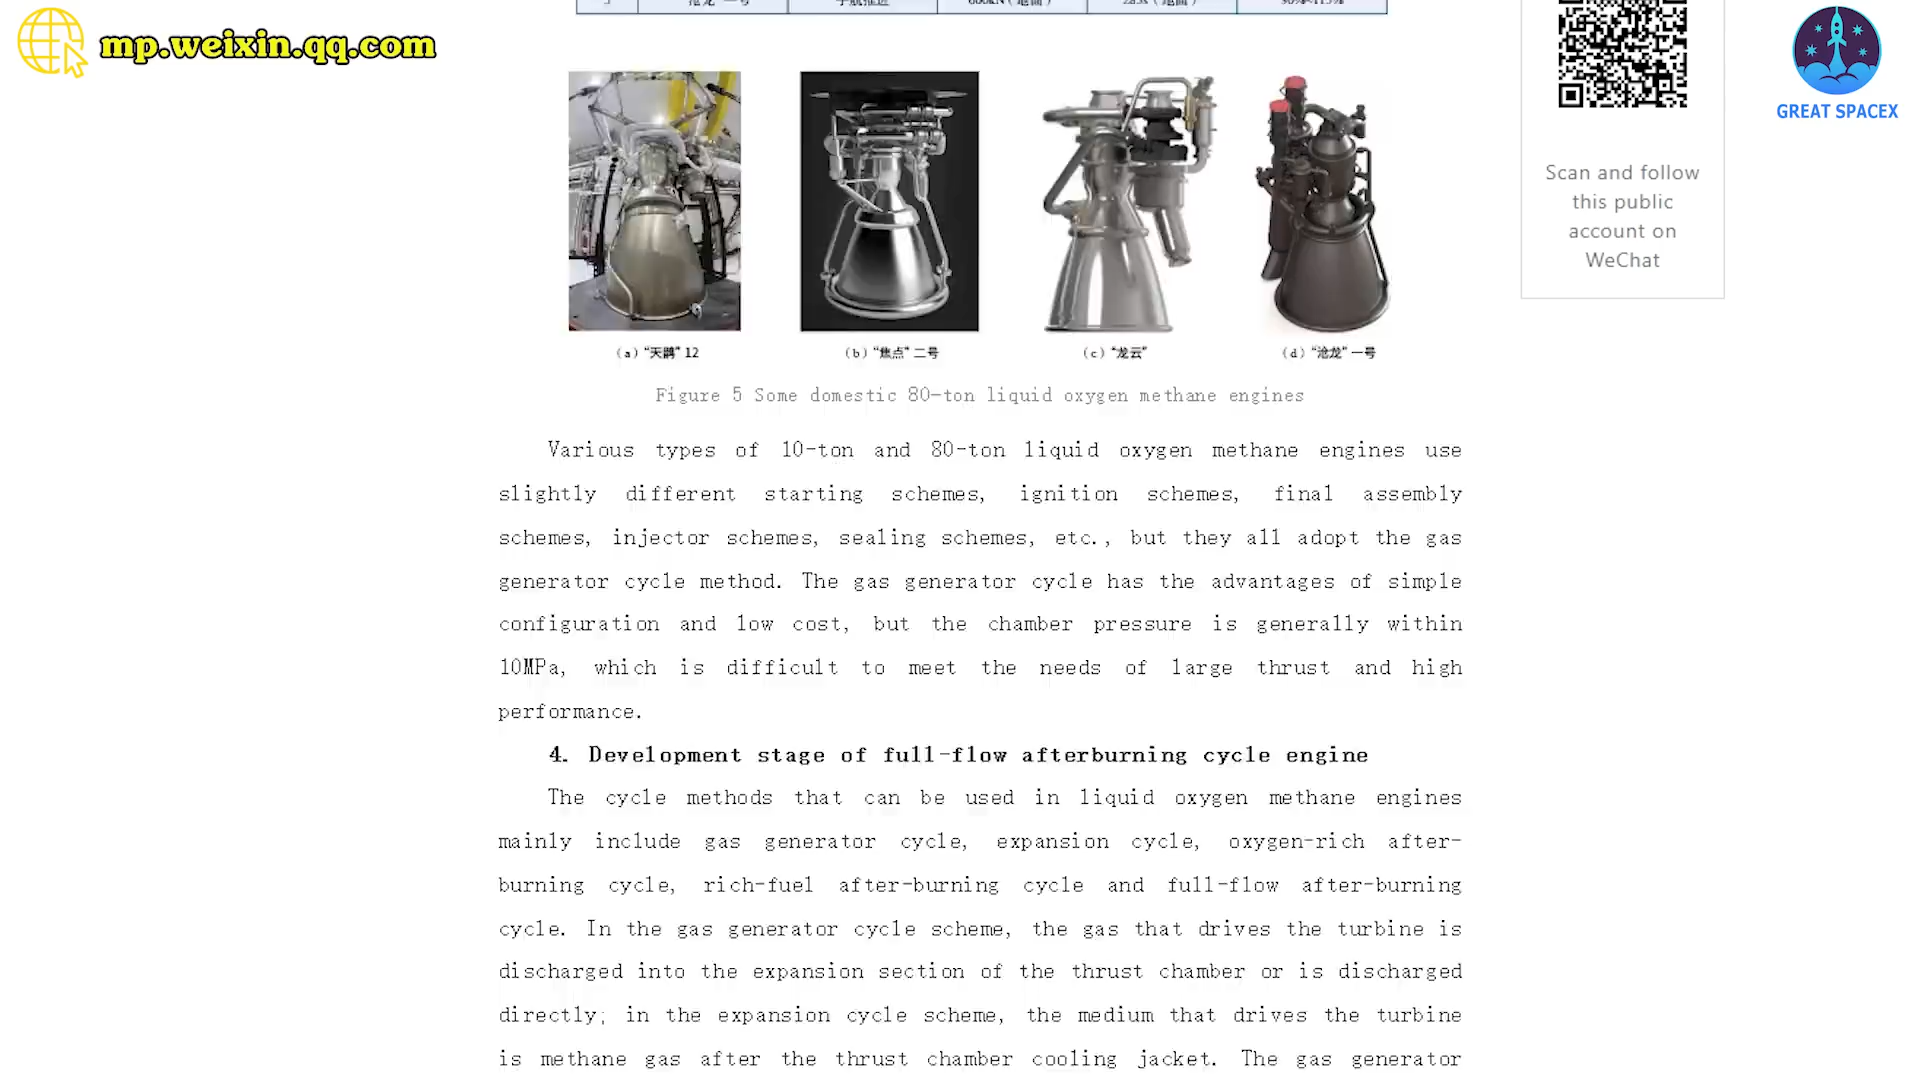 mp.weixin.qq.com
GREAT SPACEX
Scan and follow
this public
account on
WeChat
(a) “天鹊” 12
(b) “焦点” 二号
(c) “龙云”
(d) “沧龙” 一号
Figure 5 Some domestic 80-ton liquid oxygen methane engines
Various types of 10-ton and 80-ton liquid oxygen methane engines use
slightly different starting schemes, ignition schemes, final assembly
schemes, injector schemes, sealing schemes, etc., but they all adopt the gas
generator cycle method. The gas generator cycle has the advantages of simple
configuration and low cost, but the chamber pressure is generally within
10MPa, which is difficult to meet the needs of large thrust and high
performance.
4. Development stage of full-flow afterburning cycle engine
The cycle methods that can be used in liquid oxygen methane engines
mainly include gas generator cycle, expansion cycle, oxygen-rich after-
burning cycle, rich-fuel after-burning cycle and full-flow after-burning
cycle. In the gas generator cycle scheme, the gas that drives the turbine is
discharged into the expansion section of the thrust chamber or is discharged
directly; in the expansion cycle scheme, the medium that drives the turbine
is methane gas after the thrust chamber cooling jacket. The gas generator